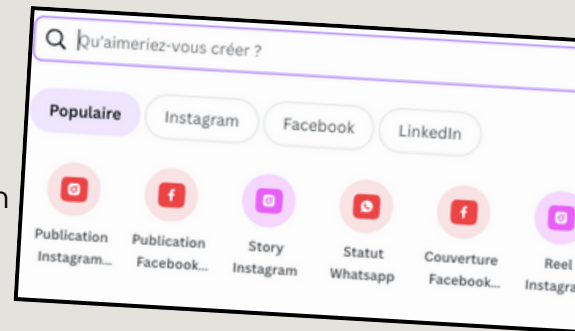 Qu'aimeriez-vous créer ?
Populaire Instagram Facebook LinkedIn
n
Publication Instagram...
Publication Facebook...
Story Instagram
Statut Whatsapp
Couverture Facebook...
Reel